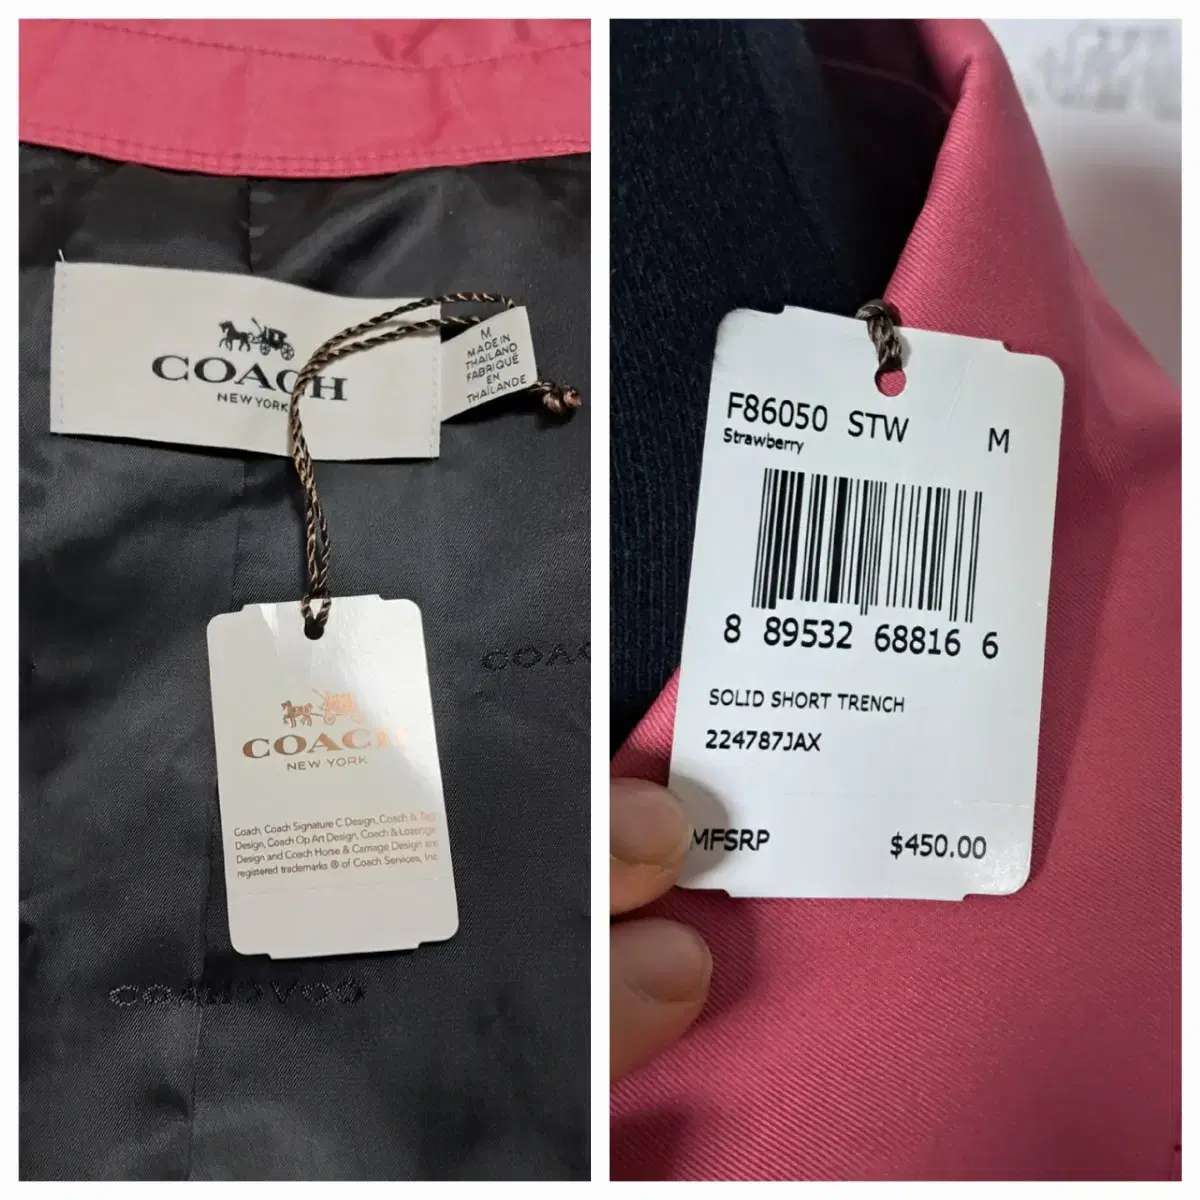 COACH
NEW YORK
M
MADE IN
THAILAND
FABRIQUÉ
EN
THAÏLANDE
COACH
NEW YORK
Coach, Coach Signature C Design, Coach & Tag
Design, Coach Op Art Design, Coach & Lozenge
Design and Coach Horse & Carriage Design are
registered trademarks ® of Coach Services, Inc.
COACH
F86050 STW M
Strawberry
8 89532 68816 6
SOLID SHORT TRENCH
224787JAX
MFSRP $450.00